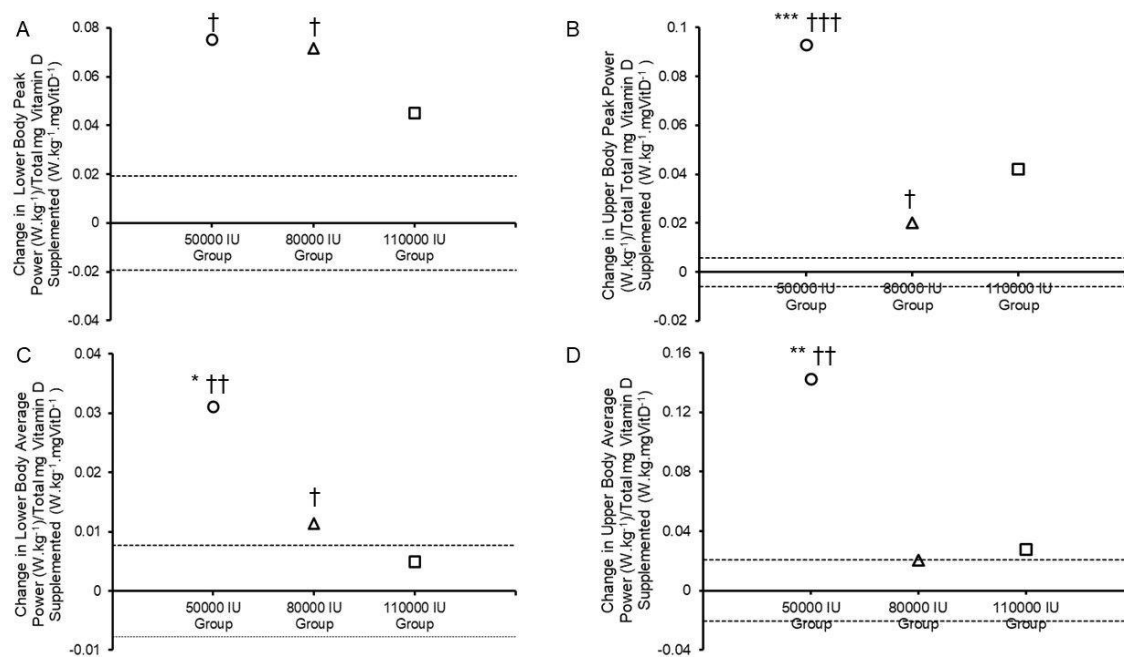 A
Change in Lower Body Peak
Power (W.kg⁻¹)/Total mg Vitamin D
Supplemented (W.kg⁻¹.mgVitD⁻¹)
0.08
0.06
0.04
0.02
0
-0.02
-0.04
†
†
50000 IU
Group
80000 IU
Group
110000 IU
Group
B
Change in Upper Body Peak Power
(W.kg⁻¹)/Total Total mg Vitamin D
Supplemented (W.kg⁻¹.mgVitD⁻¹)
0.1
0.08
0.06
0.04
0.02
0
-0.02
*** †††
†
50000 IU
Group
80000 IU
Group
110000 IU
Group
C
Change in Lower Body Average
Power (W.kg⁻¹)/Total mg Vitamin D
Supplemented (W.kg⁻¹.mgVitD⁻¹)
0.04
0.03
0.02
0.01
0
-0.01
* ††
†
50000 IU
Group
80000 IU
Group
110000 IU
Group
D
Change in Upper Body Average
Power (W.kg⁻¹)/Total mg Vitamin D
Supplemented (W.kg.mgVitD⁻¹)
0.16
0.12
0.08
0.04
0.00
-0.04
** ††
50000 IU
Group
80000 IU
Group
110000 IU
Group